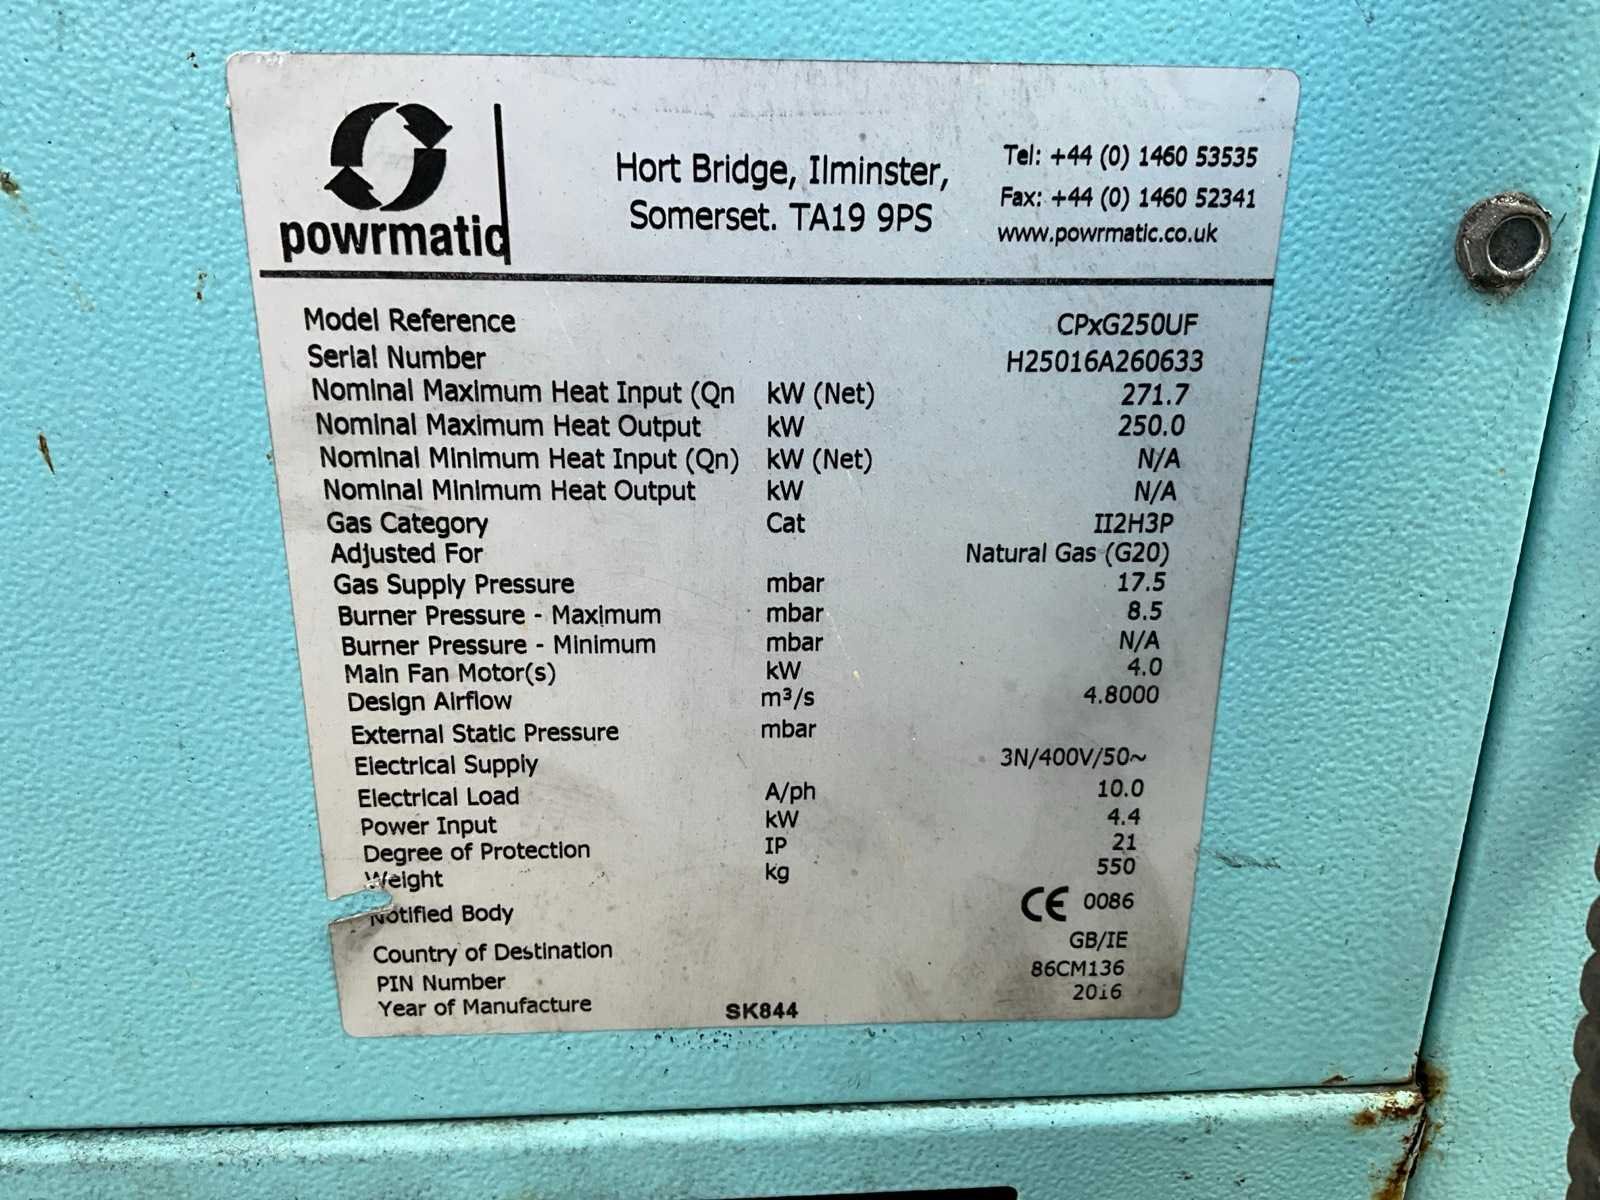 powrmatic
Hort Bridge, Ilminster,
Somerset. TA19 9PS
Tel: +44 (0) 1460 53535
Fax: +44 (0) 1460 52341
www.powrmatic.co.uk
Model Reference CPxG250UF
Serial Number H25016A260633
Nominal Maximum Heat Input (Qn kW (Net) 271.7
Nominal Maximum Heat Output kW 250.0
Nominal Minimum Heat Input (Qn) kW (Net) N/A
Nominal Minimum Heat Output kW N/A
Gas Category Cat II2H3P
Adjusted For Natural Gas (G20)
Gas Supply Pressure mbar 17.5
Burner Pressure - Maximum mbar 8.5
Burner Pressure - Minimum mbar N/A
Main Fan Motor(s) kW 4.0
Design Airflow m³/s 4.8000
External Static Pressure mbar
Electrical Supply 3N/400V/50~
Electrical Load A/ph 10.0
Power Input kW 4.4
Degree of Protection IP 21
Weight kg 550
Notified Body CE 0086
Country of Destination GB/IE
PIN Number 86CM136
Year of Manufacture 2016
SK844